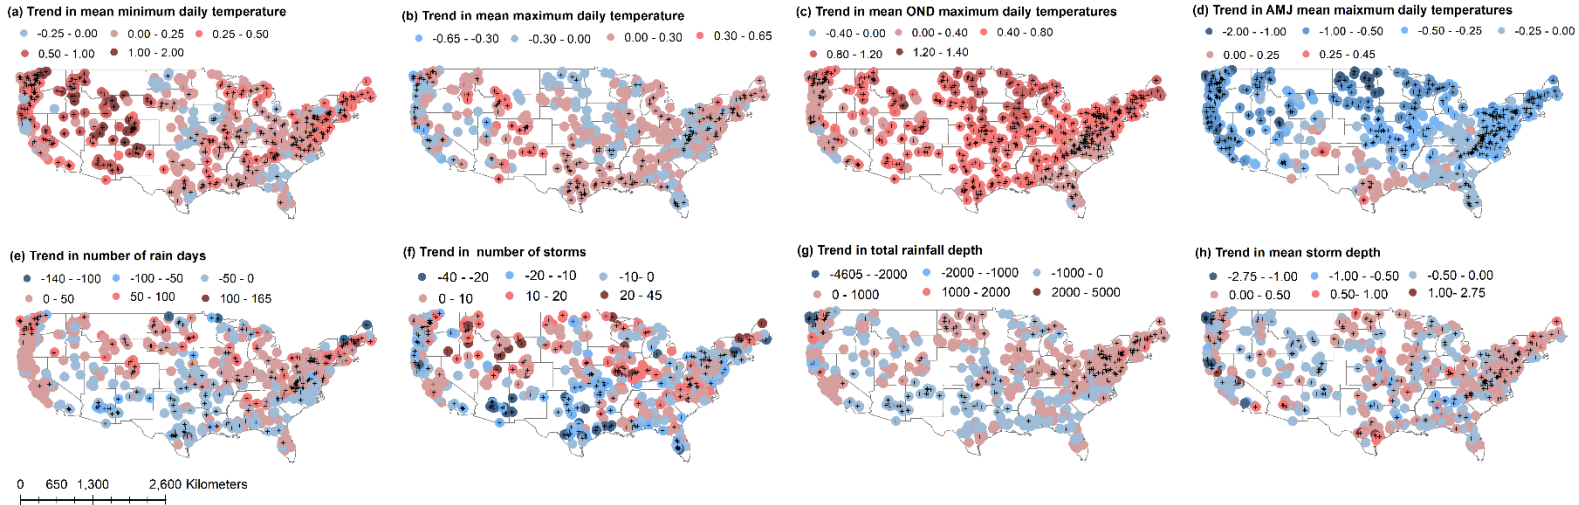 (a) Trend in mean minimum daily temperature
-0.25 - 0.00 0.00 - 0.25 0.25 - 0.50
0.50 - 1.00 1.00 - 2.00
(b) Trend in mean maximum daily temperature
-0.65 - -0.30 -0.30 - 0.00 0.00 - 0.30 0.30 - 0.65
(c) Trend in mean OND maximum daily temperatures
-0.40 - 0.00 0.00 - 0.40 0.40 - 0.80
0.80 - 1.20 1.20 - 1.40
(d) Trend in AMJ mean maixmum daily temperatures
-2.00 - -1.00 -1.00 - -0.50 -0.50 - -0.25 -0.25 - 0.00
0.00 - 0.25 0.25 - 0.45
(e) Trend in number of rain days
-140 - -100 -100 - -50 -50 - 0
0 - 50 50 - 100 100 - 165
(f) Trend in number of storms
-40 - -20 -20 - -10 -10 - 0
0 - 10 10 - 20 20 - 45
(g) Trend in total rainfall depth
-4605 - -2000 -2000 - -1000 -1000 - 0
0 - 1000 1000 - 2000 2000 - 5000
(h) Trend in mean storm depth
-2.75 - -1.00 -1.00 - -0.50 -0.50 - 0.00
0.00 - 0.50 0.50- 1.00 1.00- 2.75
0 650 1,300 2,600 Kilometers